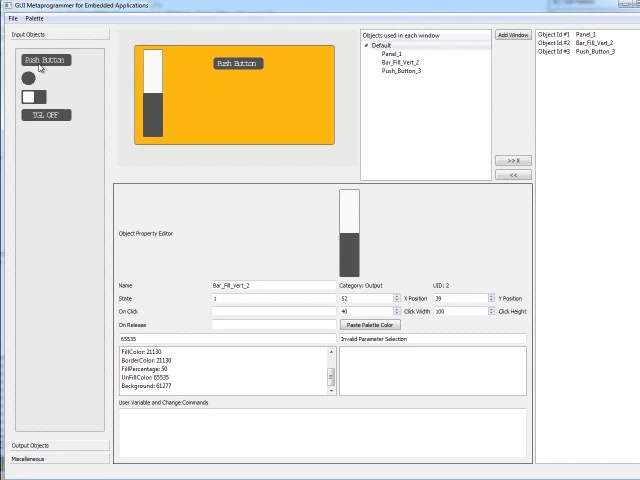 GUI Metaprogrammer for Embedded Applications
File Palette
Input Objects
Push Button
TGL OFF
Output Objects
Miscellaneous
Push Button
Objects used in each window
Default
Panel_1
Bar_Fill_Vert_2
Push_Button_3
Add Window
>> X
<<
Object Id #1 Panel_1
Object Id #2 Bar_Fill_Vert_2
Object Id #3 Push_Button_3
Object Property Editor
Name Bar_Fill_Vert_2 Category: Output UID: 2
State 1 52 X Position 39 Y Position
On Click 40 Click Width 100 Click Height
On Release Paste Palette Color
65535 Invalid Parameter Selection
FillColor: 21130
BorderColor: 21130
FillPercentage: 50
UnFillColor: 65535
Background: 61277
User Variable and Change Commands